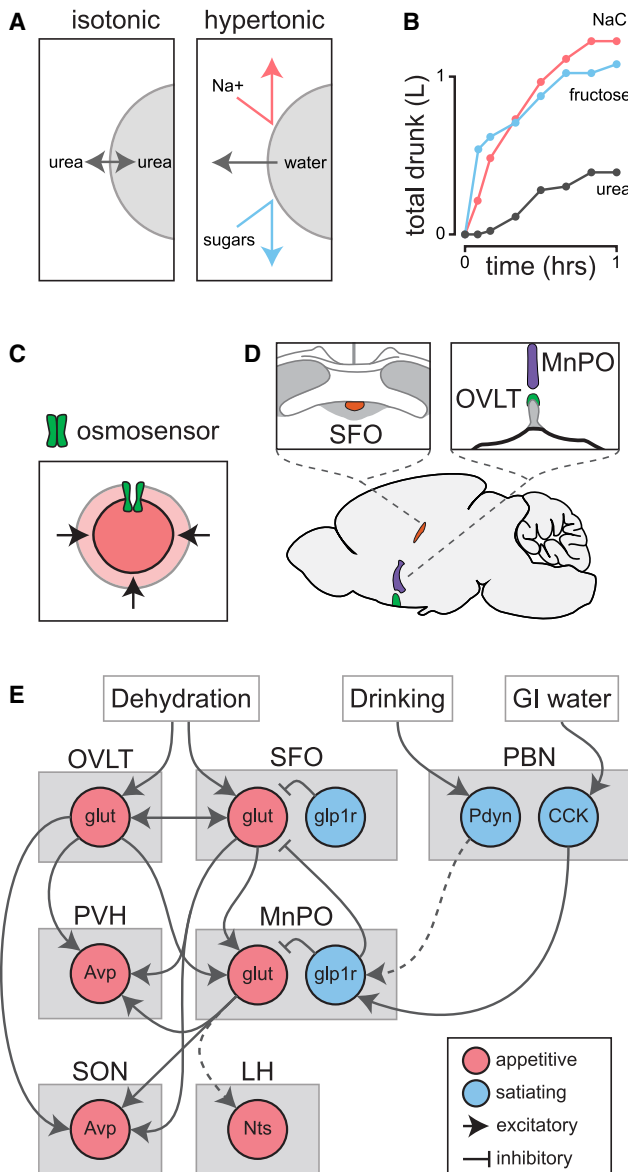 A
isotonic
hypertonic
urea
urea
Na+
water
sugars
B
NaC
fructose
urea
total drunk (L)
1
0
0
1
time (hrs)
C
osmosensor
D
SFO
MnPO
OVLT
E
Dehydration
Drinking
GI water
OVLT
SFO
PBN
glut
glut
glp1r
Pdyn
CCK
PVH
MnPO
Avp
glut
glp1r
SON
LH
Avp
Nts
appetitive
satiating
excitatory
inhibitory